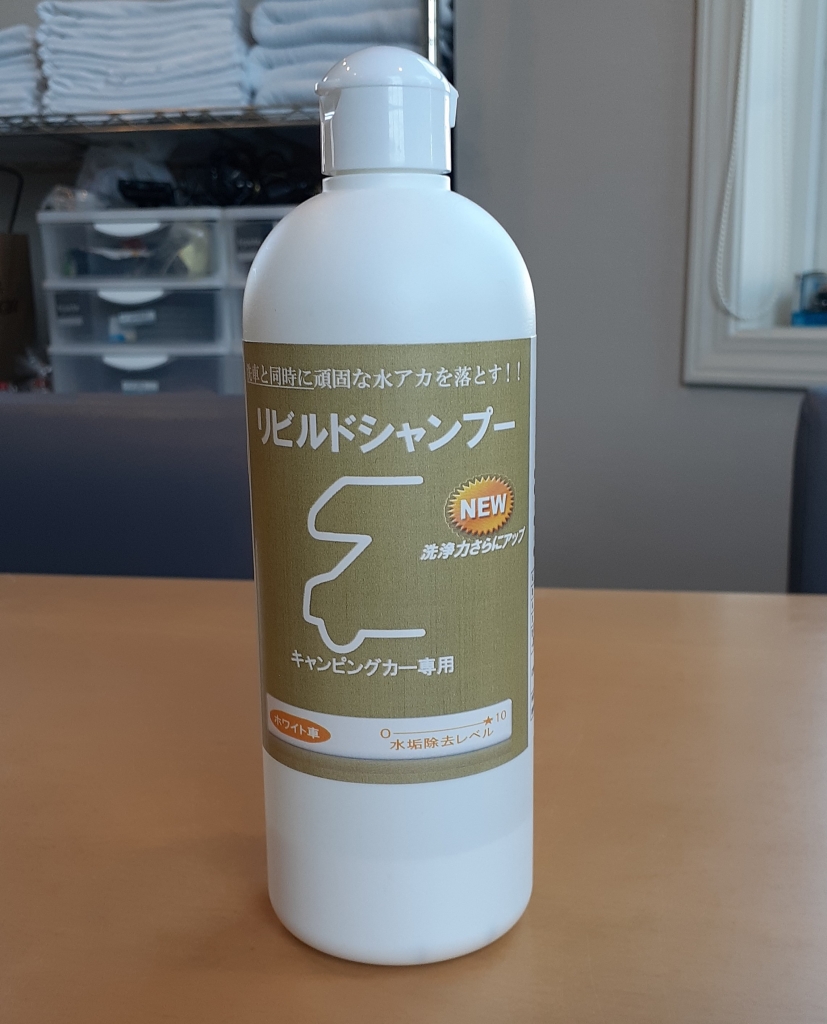 洗車と同時に頑固な水アカを落とす！！
リビルドシャンプー
NEW
洗浄力さらにアップ
キャンピングカー専用
ホワイト車
0 ★10
水垢除去レベル